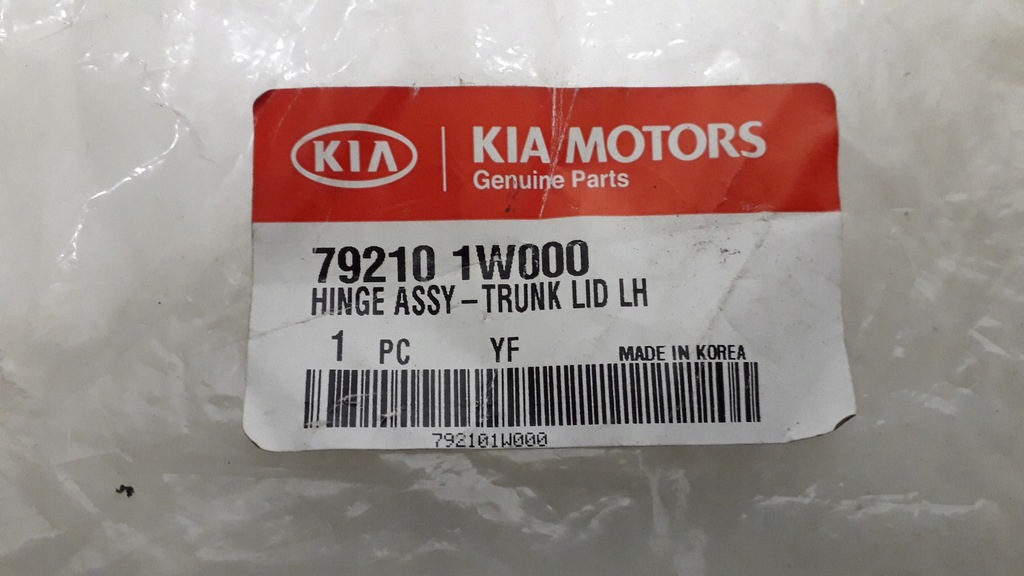 KIA
KIA MOTORS
Genuine Parts
79210 1W000
HINGE ASSY-TRUNK LID LH
1 PC YF MADE IN KOREA
792101W000